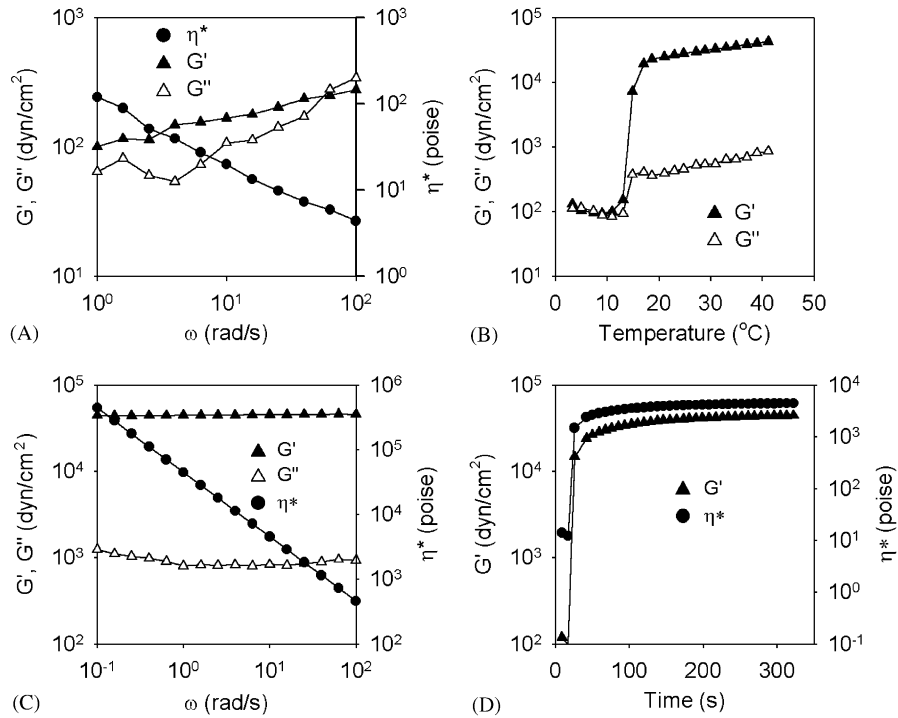 η*
G'
G"
G', G" (dyn/cm²)
10³
10²
10¹
10³
10²
10¹
10⁰
η* (poise)
10⁰
10¹
10²
ω (rad/s)
(A)
G', G" (dyn/cm²)
10⁵
10⁴
10³
10²
10¹
G'
G"
0
10
20
30
40
50
Temperature (°C)
(B)
G', G" (dyn/cm²)
10⁵
10⁴
10³
10²
G'
G"
η*
10⁶
10⁵
10⁴
10³
10²
η* (poise)
10⁻¹
10⁰
10¹
10²
ω (rad/s)
(C)
G' (dyn/cm²)
10⁵
10⁴
10³
10²
G'
η*
10⁴
10³
10²
10¹
10⁰
10⁻¹
η* (poise)
0
100
200
300
Time (s)
(D)